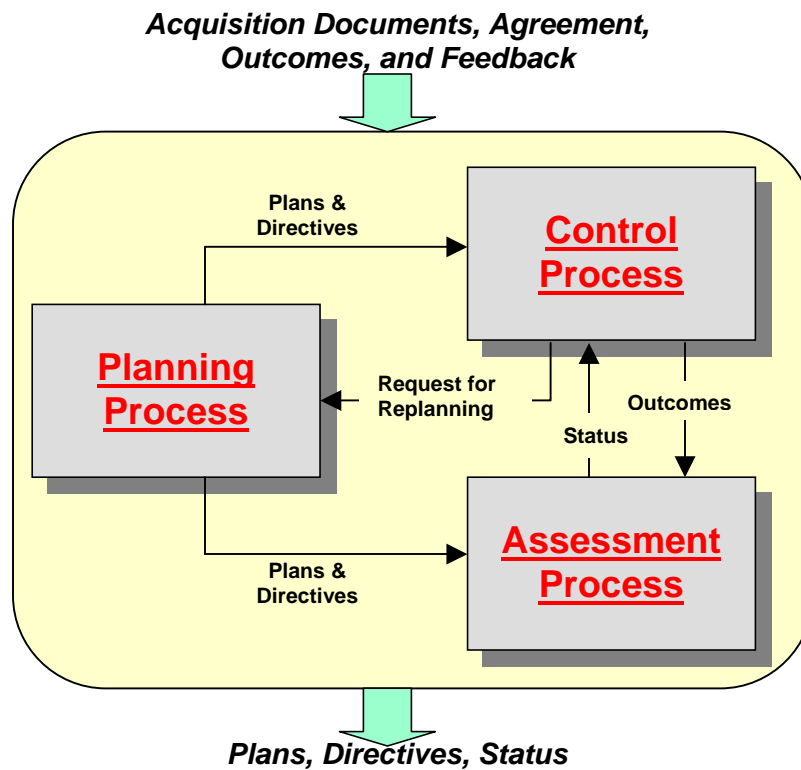 Acquisition Documents, Agreement,
Outcomes, and Feedback
Plans &
Directives
Control
Process
Planning
Process
Request for
Replanning
Outcomes
Status
Plans &
Directives
Assessment
Process
Plans, Directives, Status